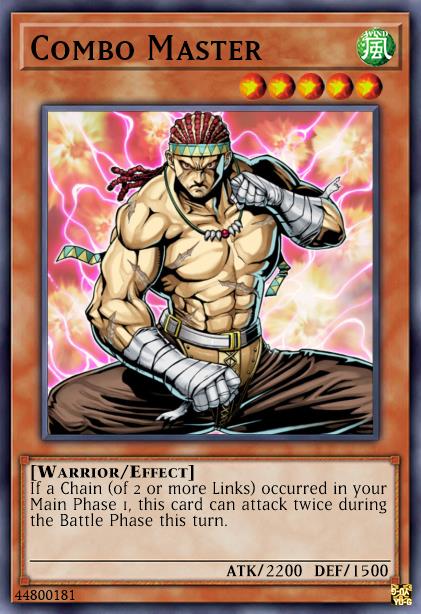 COMBO MASTER
WIND
風
[WARRIOR/EFFECT]
If a Chain (of 2 or more Links) occurred in your
Main Phase 1, this card can attack twice during
the Battle Phase this turn.
ATK/2200 DEF/1500
44800181